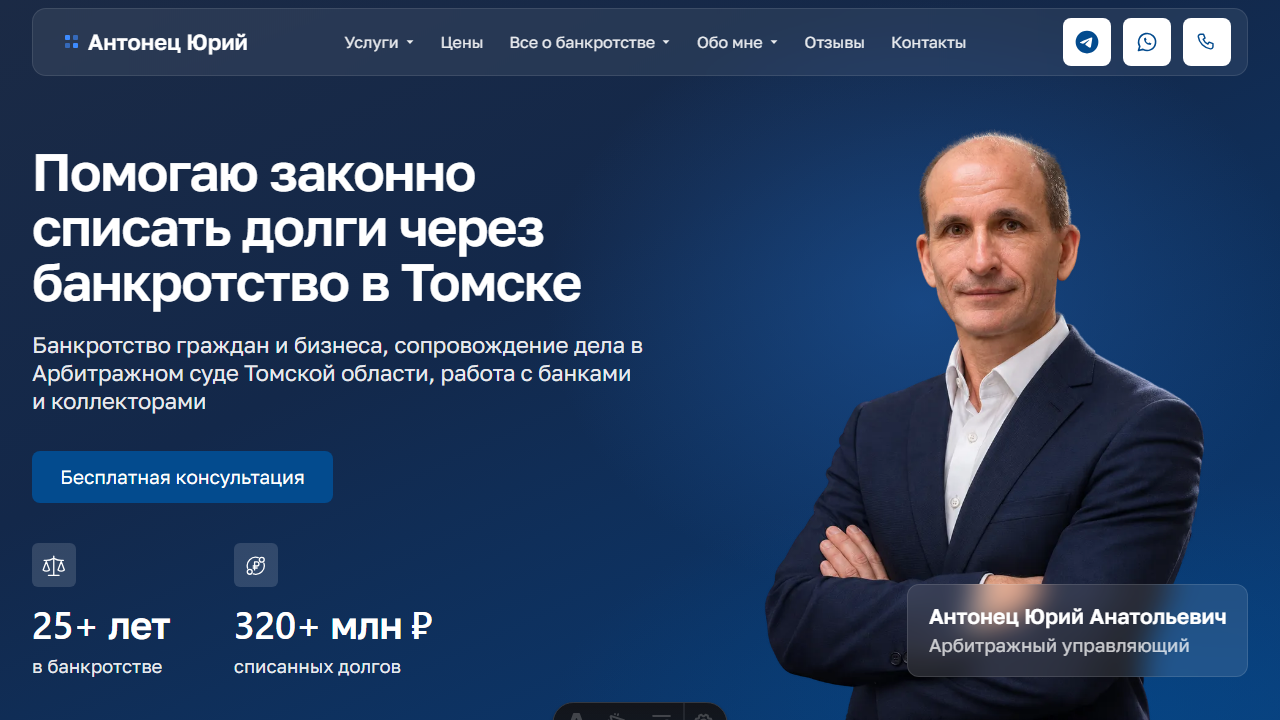 Антонец Юрий
Услуги
Цены
Все о банкротстве
Обо мне
Отзывы
Контакты
Помогаю законно
списать долги через
банкротство в Томске
Банкротство граждан и бизнеса, сопровождение дела в
Арбитражном суде Томской области, работа с банками
и коллекторами
Бесплатная консультация
25+ лет
в банкротстве
320+ млн ₽
списанных долгов
Антонец Юрий Анатольевич
Арбитражный управляющий